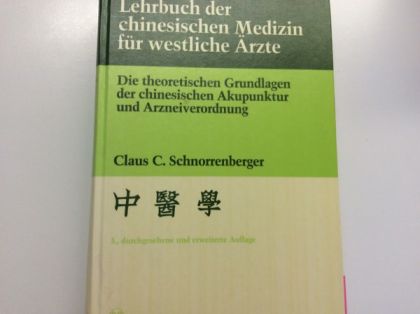 Lehrbuch der
chinesischen Medizin
für westliche Ärzte
Die theoretischen Grundlagen
der chinesischen Akupunktur
und Arzneiverordnung
Claus C. Schnorrenberger
中醫學
3., durchgesehene und erweiterte Auflage